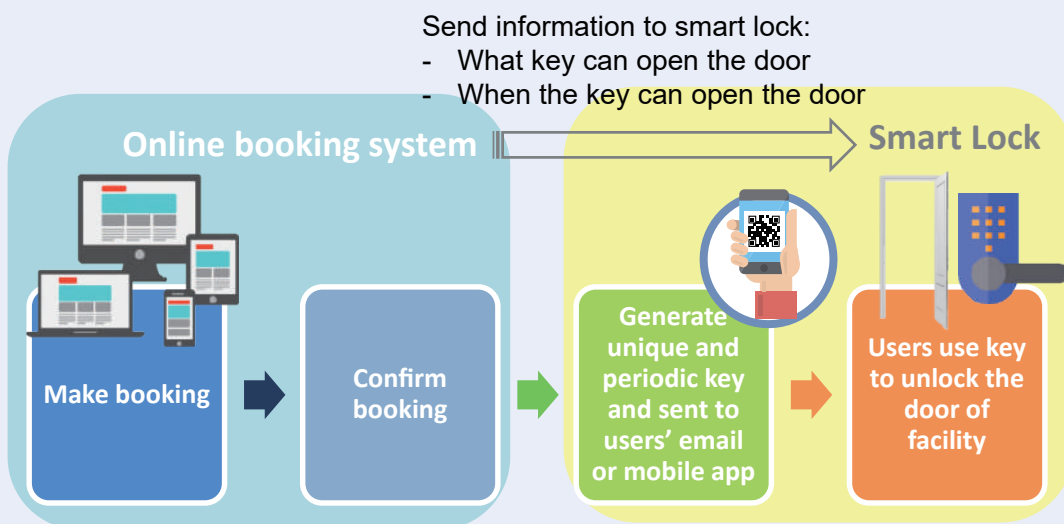 Send information to smart lock:
- What key can open the door
- When the key can open the door
Online booking system
Smart Lock
Make booking
Confirm
booking
Generate
unique and
periodic key
and sent to
users’ email
or mobile app
Users use key
to unlock the
door of
facility